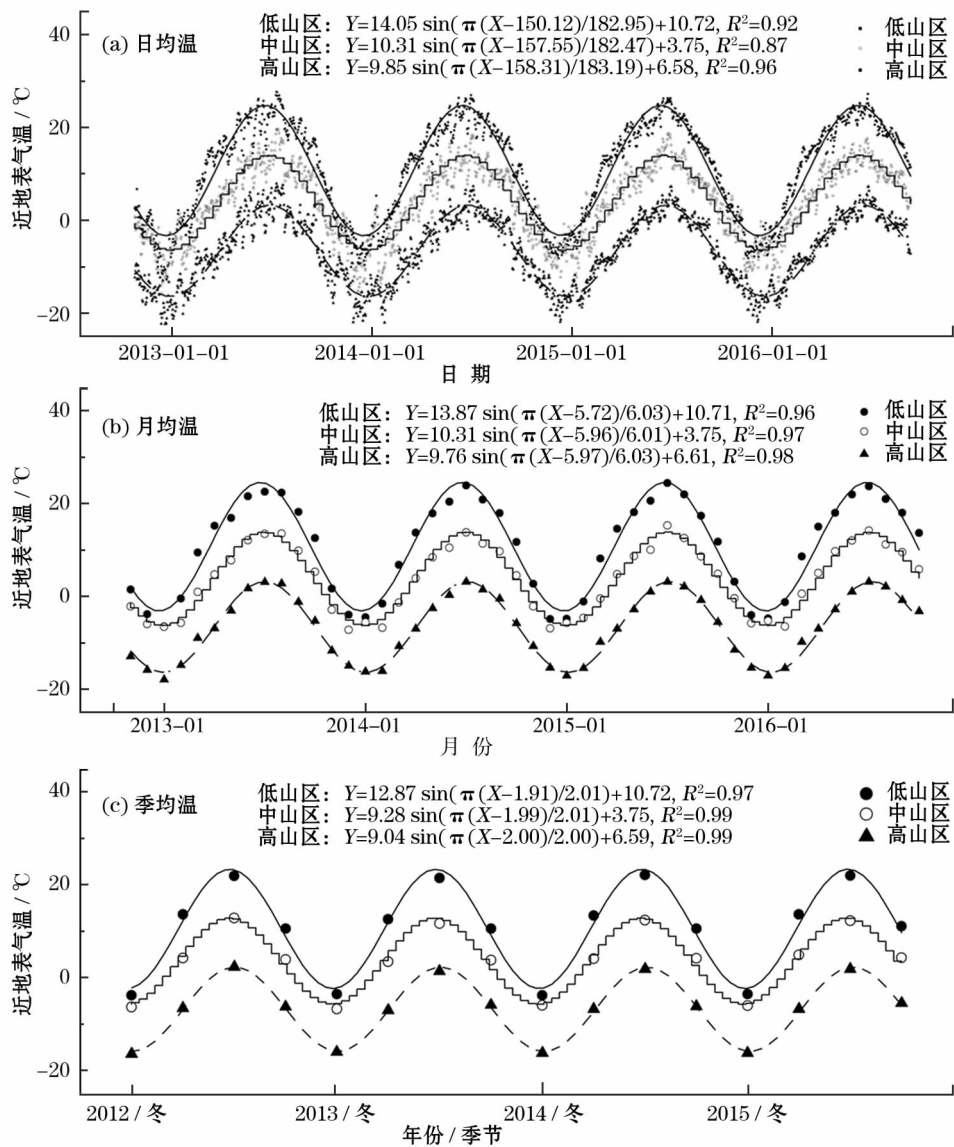 (a) 日均温
低山区：Y=14.05 sin(π(X−150.12)/182.95)+10.72, R²=0.92
中山区：Y=10.31 sin(π(X−157.55)/182.47)+3.75, R²=0.87
高山区：Y=9.85 sin(π(X−158.31)/183.19)+6.58, R²=0.96
低山区
中山区
高山区
近地表气温 / ℃
40
20
0
−20
2013−01−01
2014−01−01
2015−01−01
2016−01−01
日 期
(b) 月均温
低山区：Y=13.87 sin(π(X−5.72)/6.03)+10.71, R²=0.96
中山区：Y=10.31 sin(π(X−5.96)/6.01)+3.75, R²=0.97
高山区：Y=9.76 sin(π(X−5.97)/6.03)+6.61, R²=0.98
低山区
中山区
高山区
近地表气温 / ℃
40
20
0
−20
2013−01
2014−01
2015−01
2016−01
月 份
(c) 季均温
低山区：Y=12.87 sin(π(X−1.91)/2.01)+10.72, R²=0.97
中山区：Y=9.28 sin(π(X−1.99)/2.01)+3.75, R²=0.99
高山区：Y=9.04 sin(π(X−2.00)/2.00)+6.59, R²=0.99
低山区
中山区
高山区
近地表气温 / ℃
40
20
0
−20
2012 / 冬
2013 / 冬
2014 / 冬
2015 / 冬
年份 / 季节